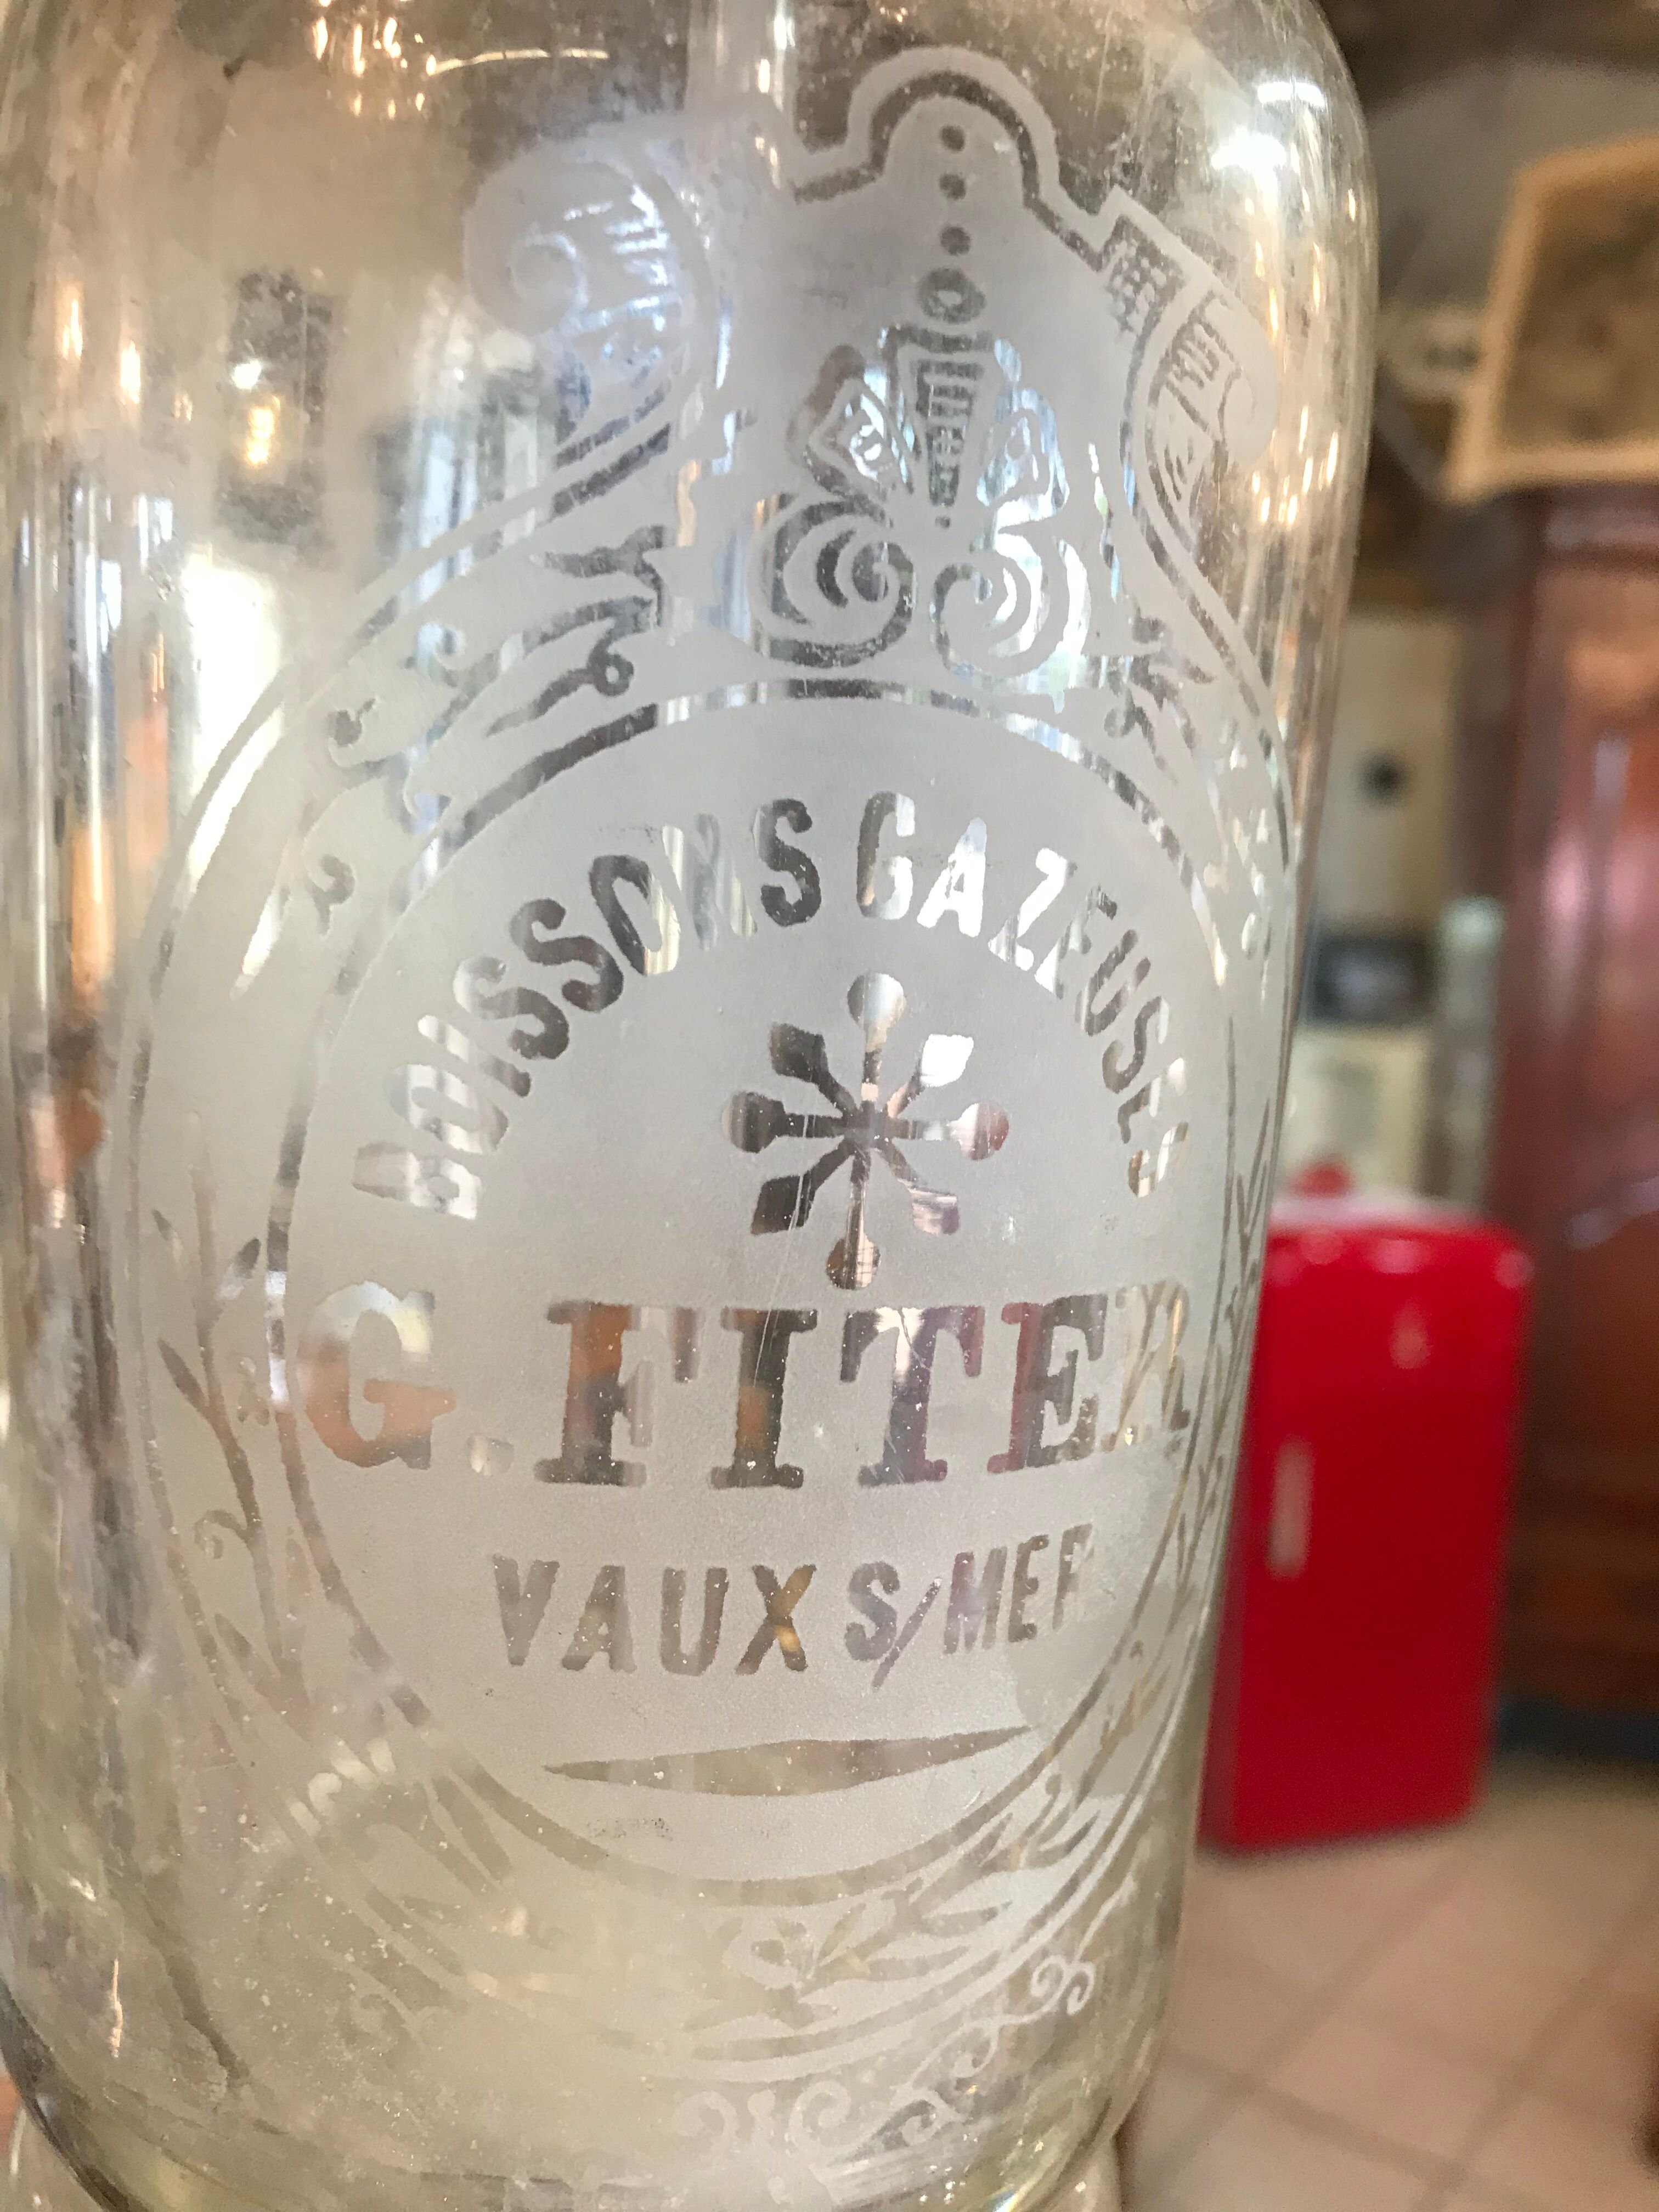 BOISSONS GAZEUSES
G. FITER
VAUX S/MER